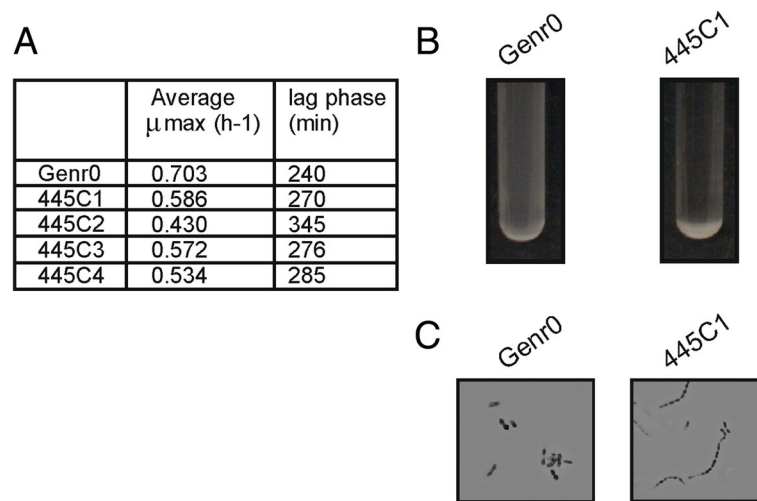 A
Average lag phase
μ max (h-1) (min)
Genr0 0.703 240
445C1 0.586 270
445C2 0.430 345
445C3 0.572 276
445C4 0.534 285
B
Genr0 445C1
C
Genr0 445C1